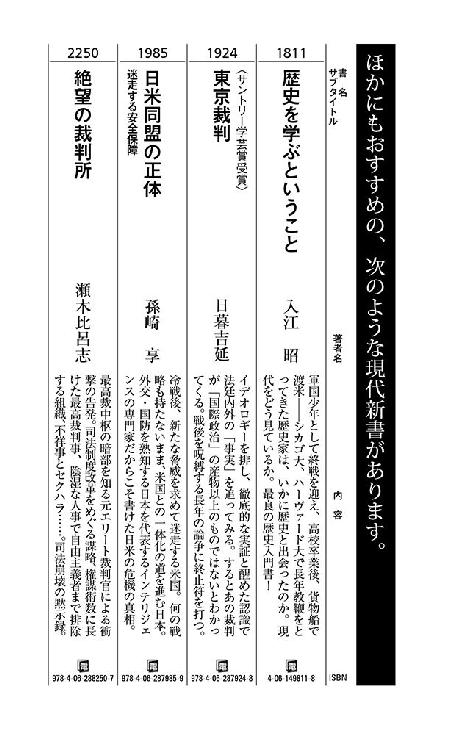 ほかにもおすすめの、次のような現代新書があります。
書名
サブタイトル
著者名
内容
ISBN
1811
歴史を学ぶということ
入江 昭
軍国少年として終戦を迎え、高校卒業後、貨物船で
渡米――シカゴ大、ハーヴァード大で長年教鞭をと
ってきた歴史家は、いかに歴史と出会ったのか。現
代をどう見ているか。最良の歴史入門書!
4-06-149811-8
1924
東京裁判
〈サントリー学芸賞受賞〉
日暮吉延
イデオロギーを排し、徹底的な実証と醒めた認識で
法廷内外の「事実」を追ってみる。するとあの裁判
が「国際政治」の産物以上のものではないとわかっ
てくる。戦後を呪縛する長年の論争に終止符を打つ。
978-4-06-287924-8
1985
日米同盟の正体
迷走する安全保障
孫崎 享
冷戦後、新たな脅威を求めて迷走する米国。何の戦
略も持たないまま、米国との一体化の道を進む日本。
外交・国防を熟知する日本を代表するインテリジェ
ンスの専門家だからこそ書けた日米の危機の真相。
978-4-06-287985-9
2250
絶望の裁判所
瀬木比呂志
最高裁中枢の暗部を知る元エリート裁判官による衝
撃の告発。司法制度改革をめぐる謀略、権謀術数に長
けた最高裁判事、陰湿な人事で自由主義者まで排除
する組織、不祥事とセクハラ……。司法崩壊の黙示録。
978-4-06-288250-7